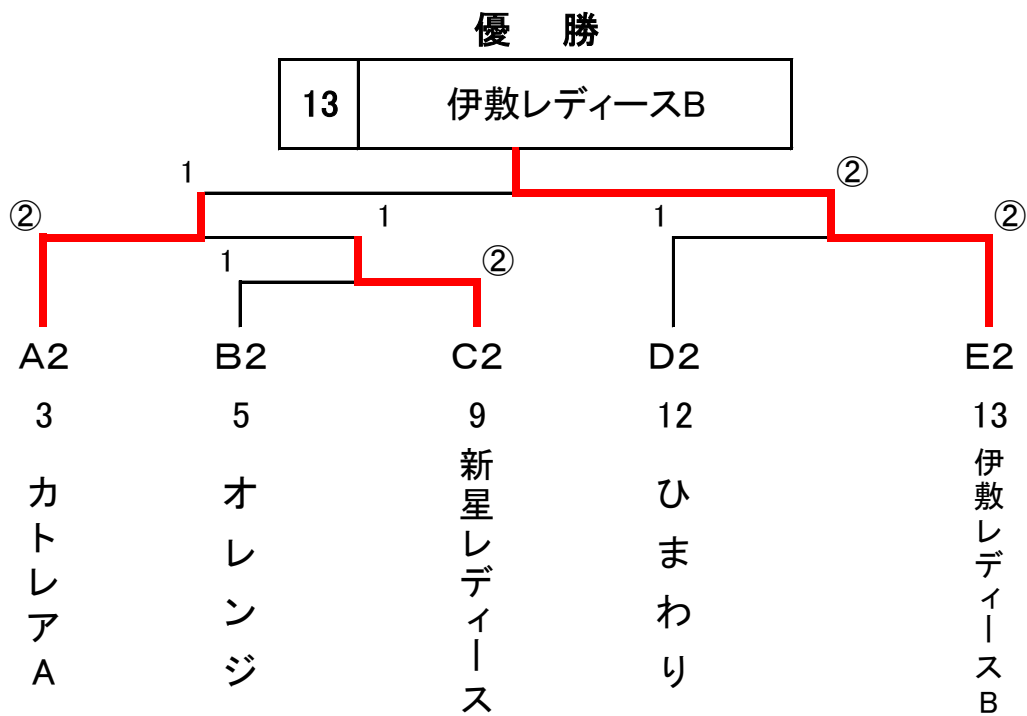 優 勝
13 伊敷レディースB
1 ②
② 1 1 ②
1 ②
A2 B2 C2 D2 E2
3 5 9 12 13
カトレアA
オレンジ
新星レディース
ひまわり
伊敷レディースB